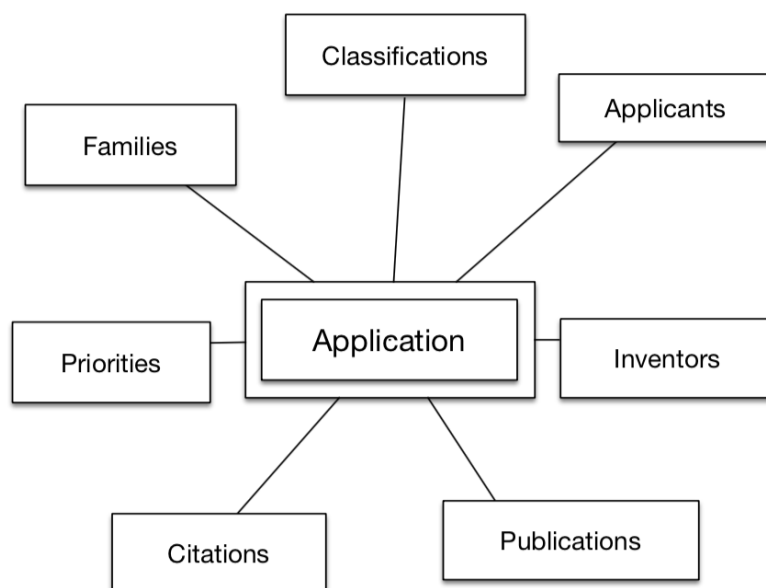 Classifications
Applicants
Families
Application
Priorities
Inventors
Citations
Publications